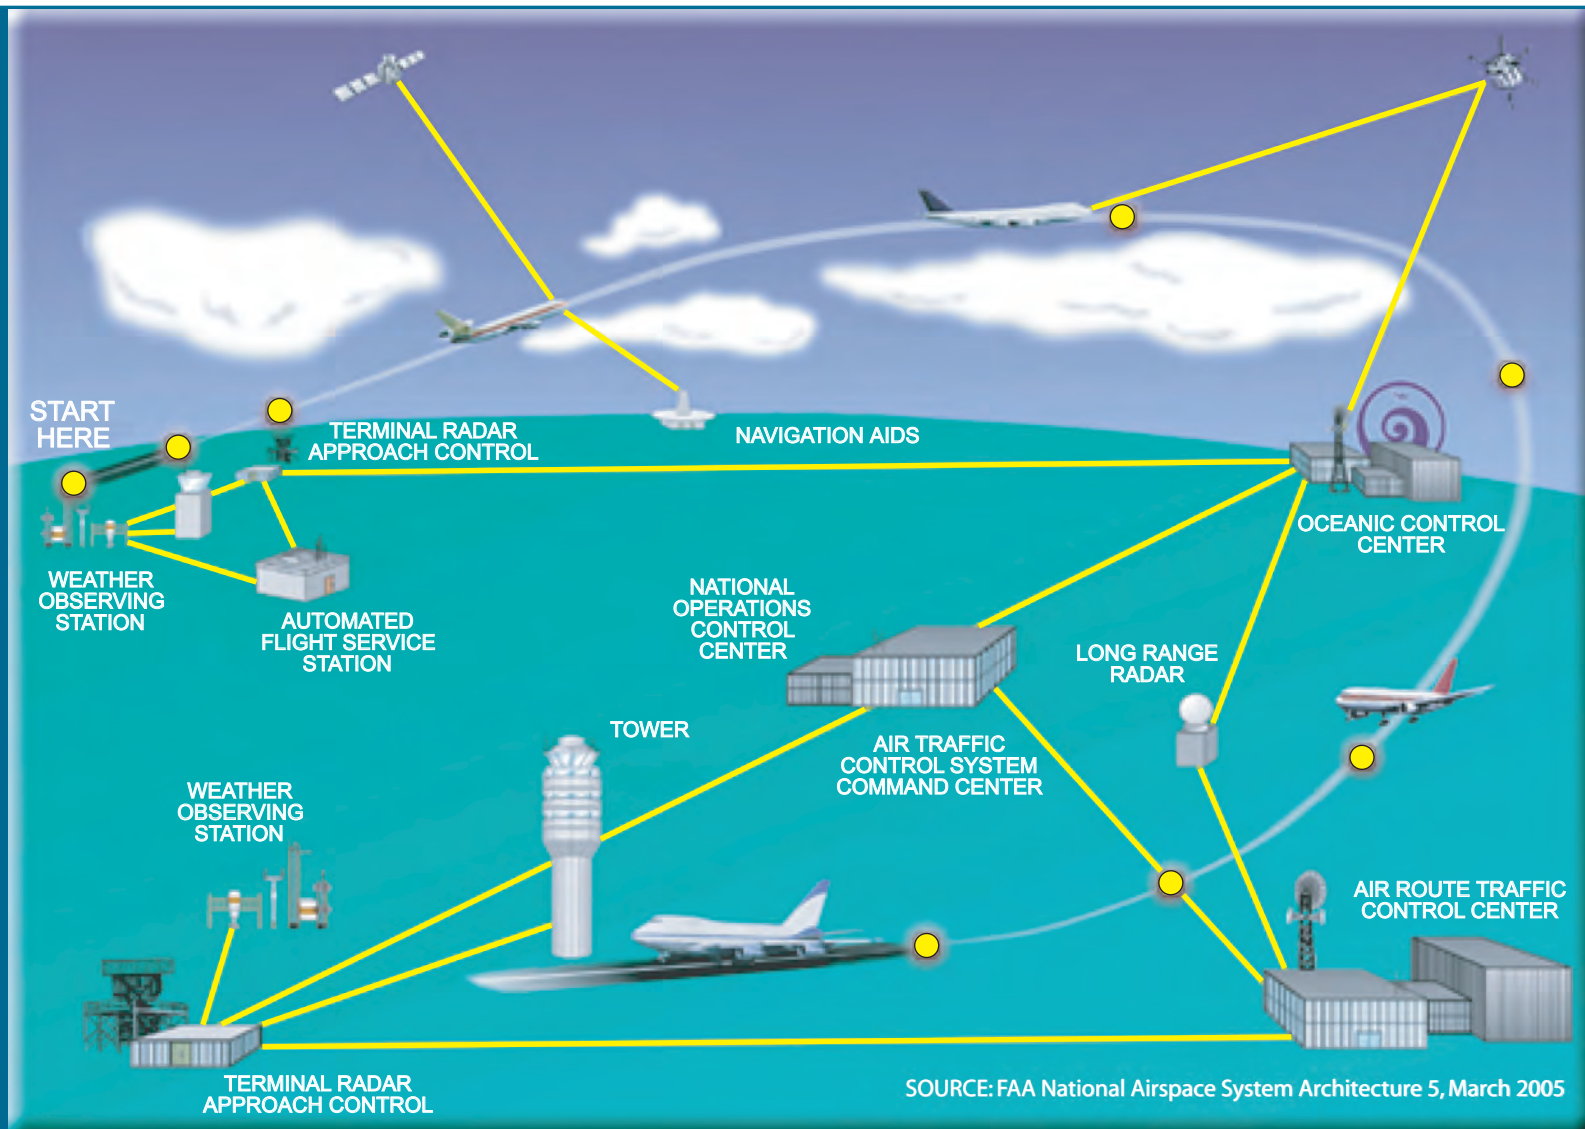 START
HERE
TERMINAL RADAR
APPROACH CONTROL
NAVIGATION AIDS
OCEANIC CONTROL
CENTER
WEATHER
OBSERVING
STATION
AUTOMATED
FLIGHT SERVICE
STATION
NATIONAL
OPERATIONS
CONTROL
CENTER
LONG RANGE
RADAR
TOWER
AIR TRAFFIC
CONTROL SYSTEM
COMMAND CENTER
WEATHER
OBSERVING
STATION
AIR ROUTE TRAFFIC
CONTROL CENTER
TERMINAL RADAR
APPROACH CONTROL
SOURCE: FAA National Airspace System Architecture 5, March 2005